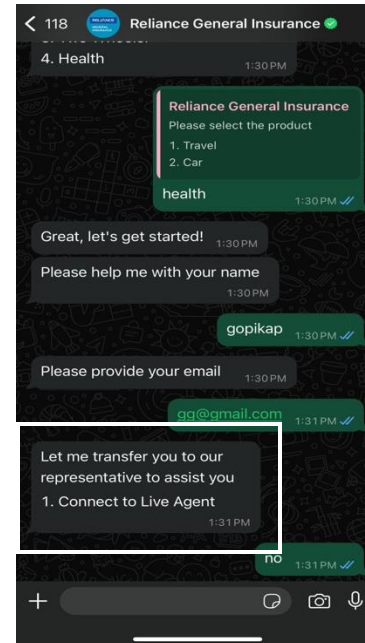 118
RELIANCE
Reliance General Insurance
4. Health
1:30 PM
Reliance General Insurance
Please select the product
1. Travel
2. Car
health
1:30 PM
Great, let's get started!
1:30 PM
Please help me with your name
1:30 PM
gopikap
1:30 PM
Please provide your email
1:30 PM
gg@gmail.com
1:31 PM
Let me transfer you to our
representative to assist you
1. Connect to Live Agent
1:31 PM
no
1:31 PM